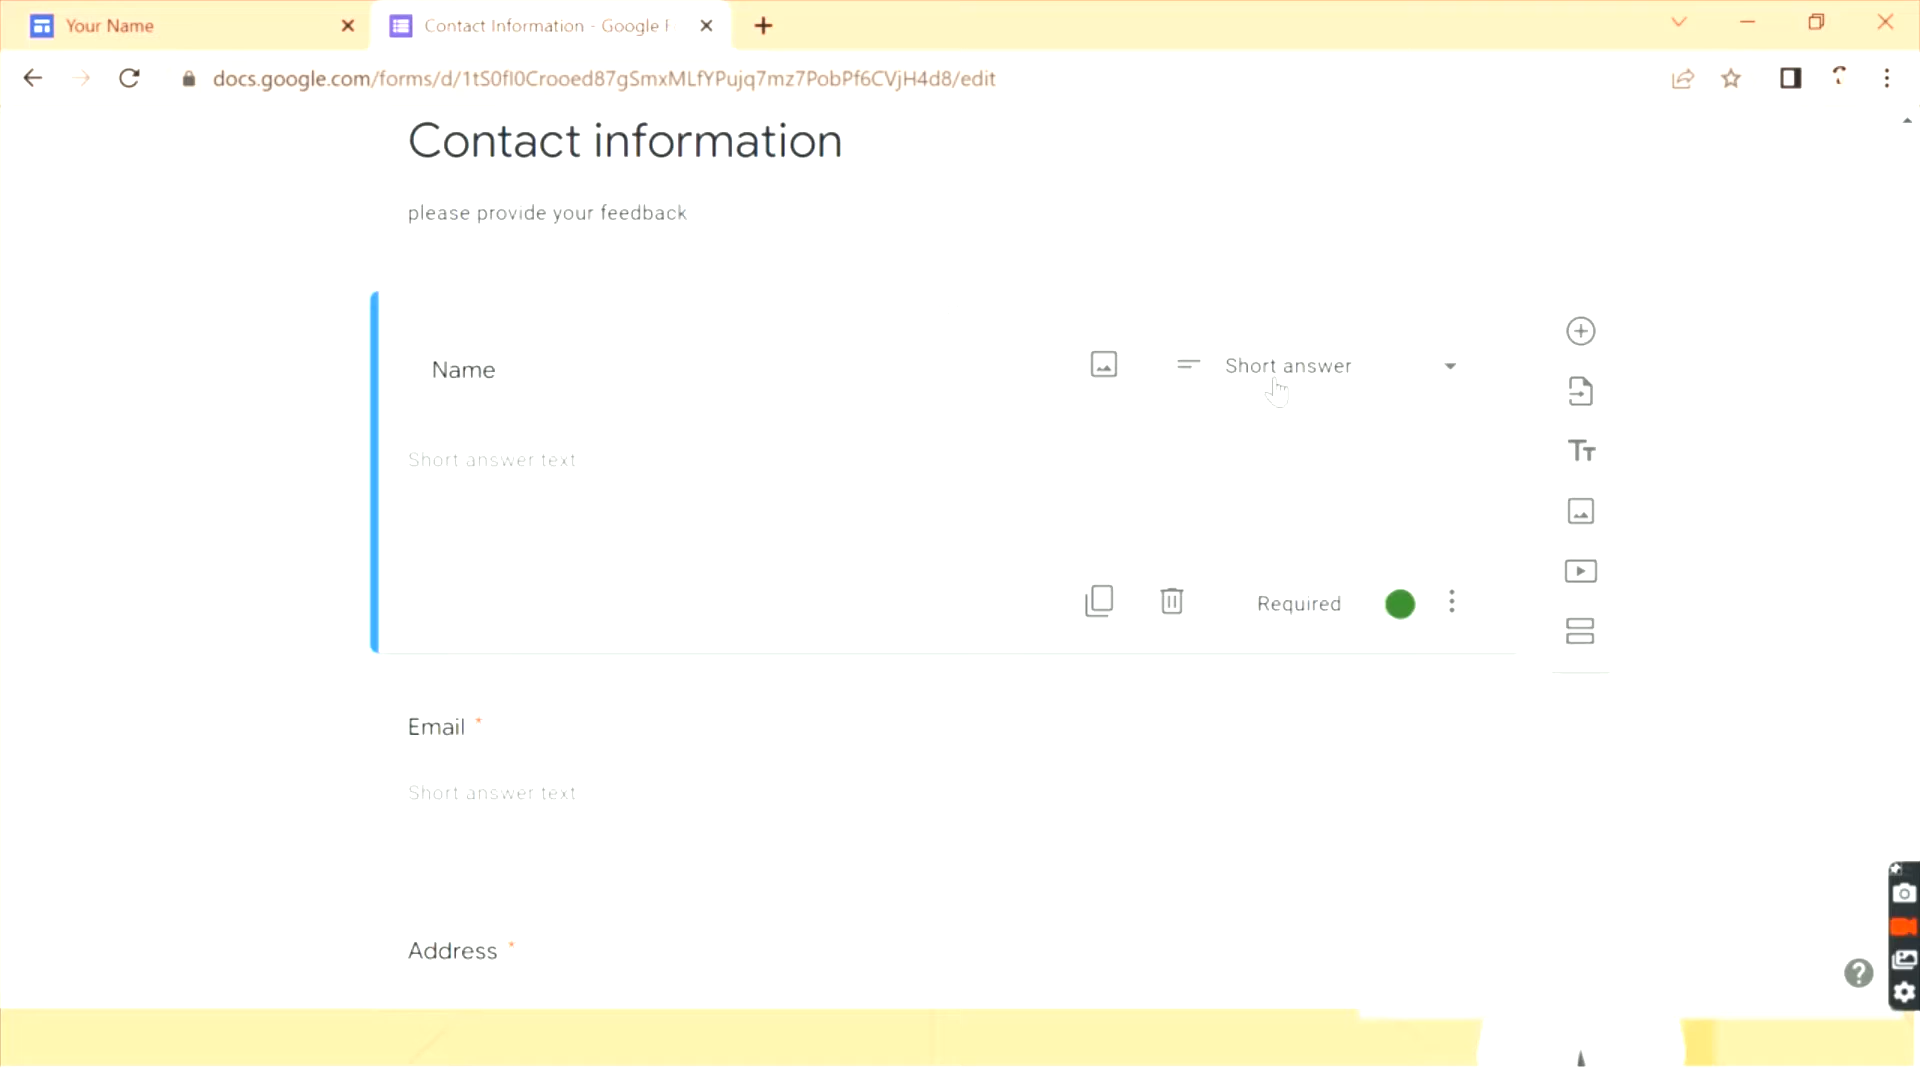 Your Name
Contact Information - Google F
docs.google.com/forms/d/1tS0fI0Crooed87gSmxMLfYPujq7mz7PobPf6CVjH4d8/edit
Contact information
please provide your feedback
Name
Short answer
Short answer text
Required
Email *
Short answer text
Address *